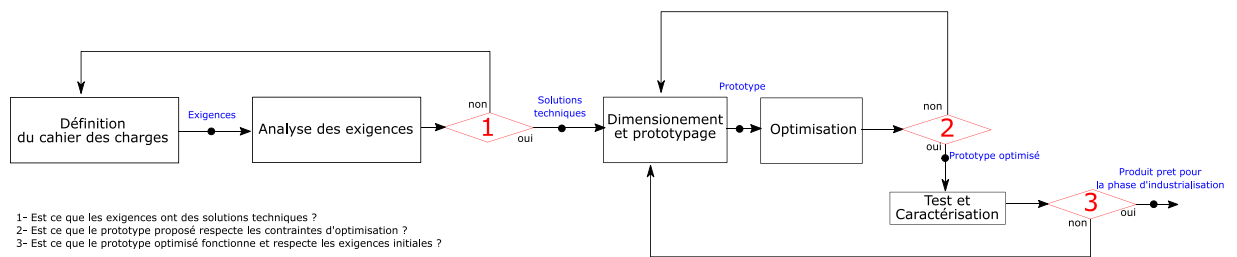 Définition
du cahier des charges
Exigences
Analyse des exigences
non
1
oui
Solutions
techniques
Dimensionement
et prototypage
Prototype
Optimisation
non
2
oui
Prototype optimisé
Test et
Caractérisation
3
non
oui
Produit pret pour
la phase d'industrialisation
1- Est ce que les exigences ont des solutions techniques ?
2- Est ce que le prototype proposé respecte les contraintes d'optimisation ?
3- Est ce que le prototype optimisé fonctionne et respecte les exigences initiales ?